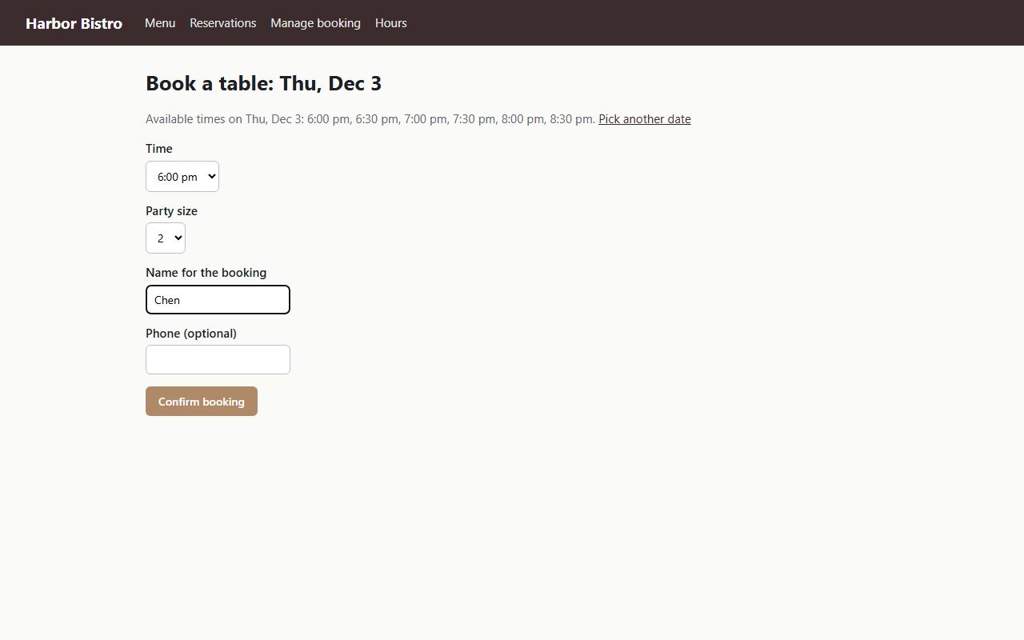 Harbor Bistro Menu Reservations Manage booking Hours
Book a table: Thu, Dec 3
Available times on Thu, Dec 3: 6:00 pm, 6:30 pm, 7:00 pm, 7:30 pm, 8:00 pm, 8:30 pm. Pick another date
Time
6:00 pm
Party size
2
Name for the booking
Chen
Phone (optional)
Confirm booking